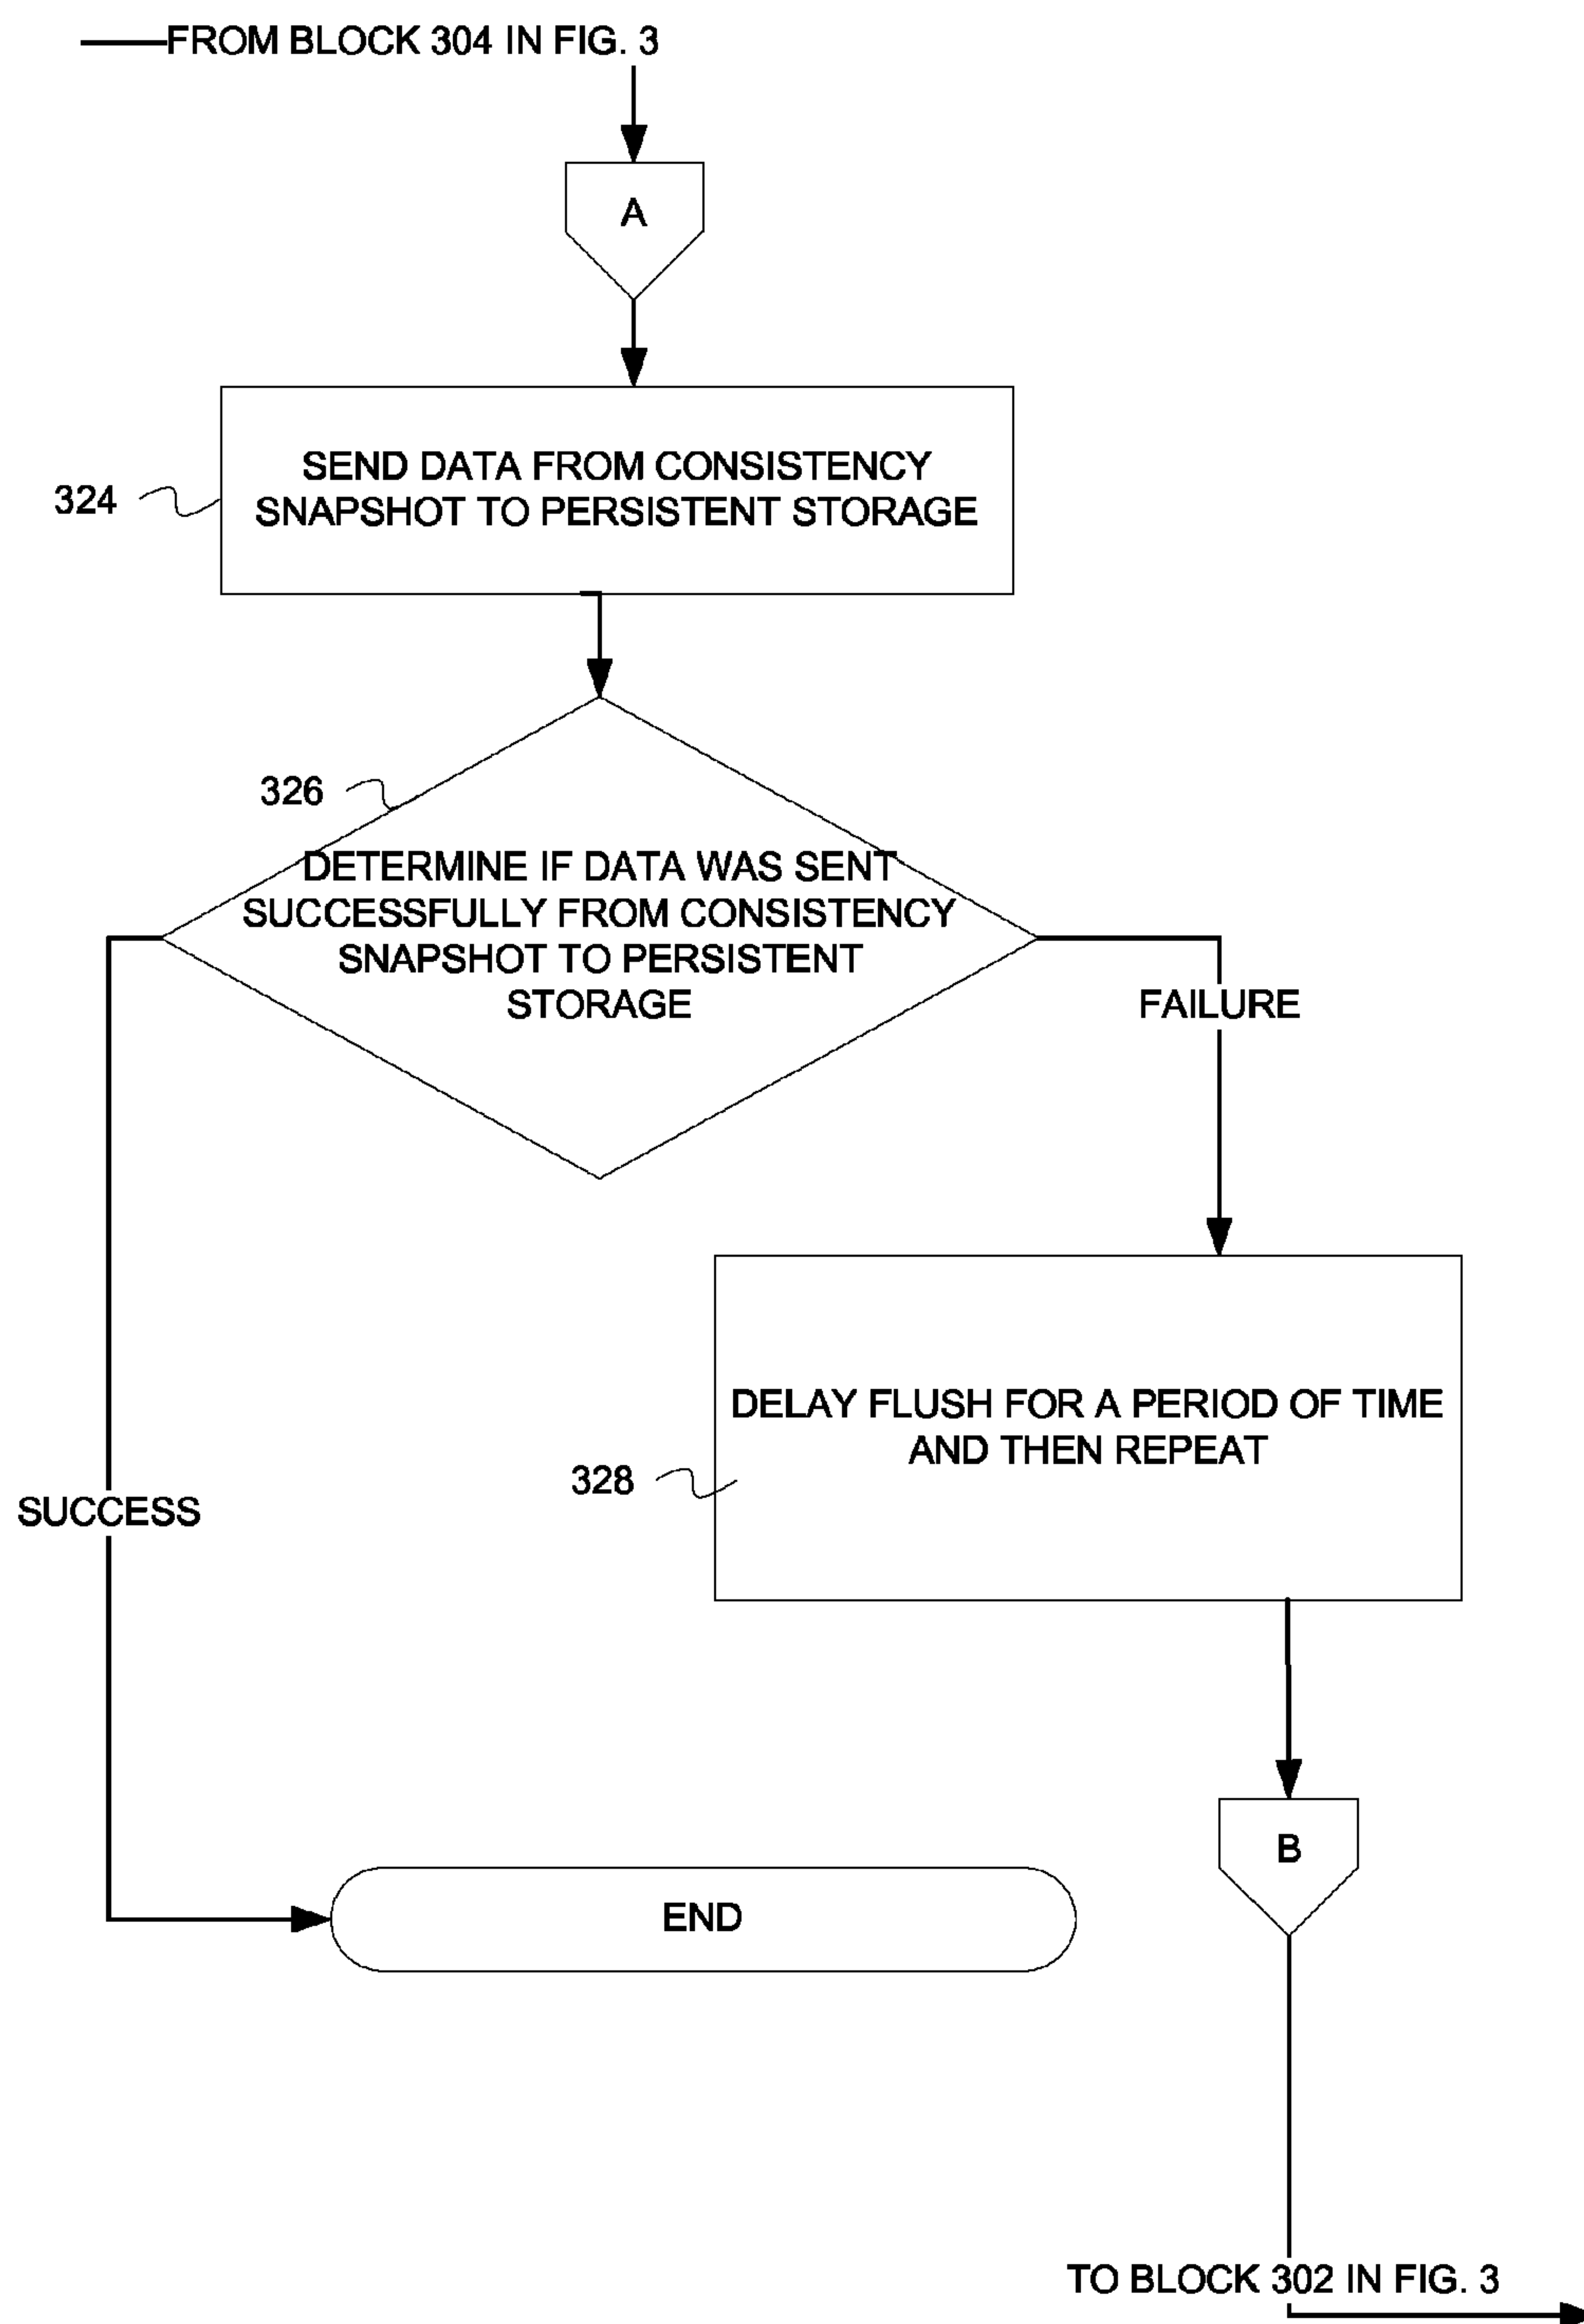 FROM BLOCK 304 IN FIG. 3
A
324
SEND DATA FROM CONSISTENCY
SNAPSHOT TO PERSISTENT STORAGE
326
DETERMINE IF DATA WAS SENT
SUCCESSFULLY FROM CONSISTENCY
SNAPSHOT TO PERSISTENT
STORAGE
FAILURE
DELAY FLUSH FOR A PERIOD OF TIME
AND THEN REPEAT
328
SUCCESS
B
END
TO BLOCK 302 IN FIG. 3